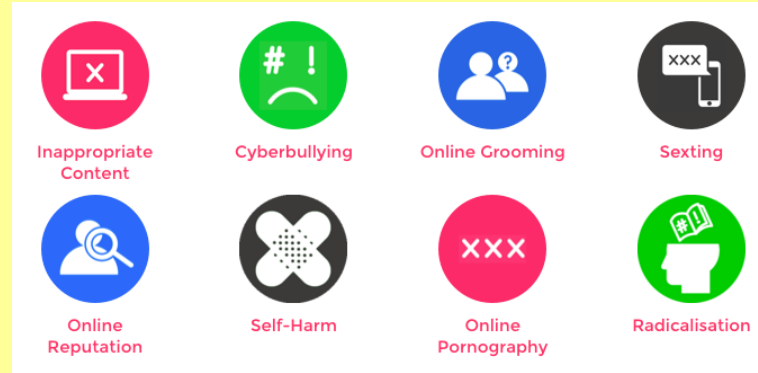 X
# !
?
XXX
Inappropriate
Content
Cyberbullying
Online Grooming
Sexting
XXX
#!
Online
Reputation
Self-Harm
Online
Pornography
Radicalisation